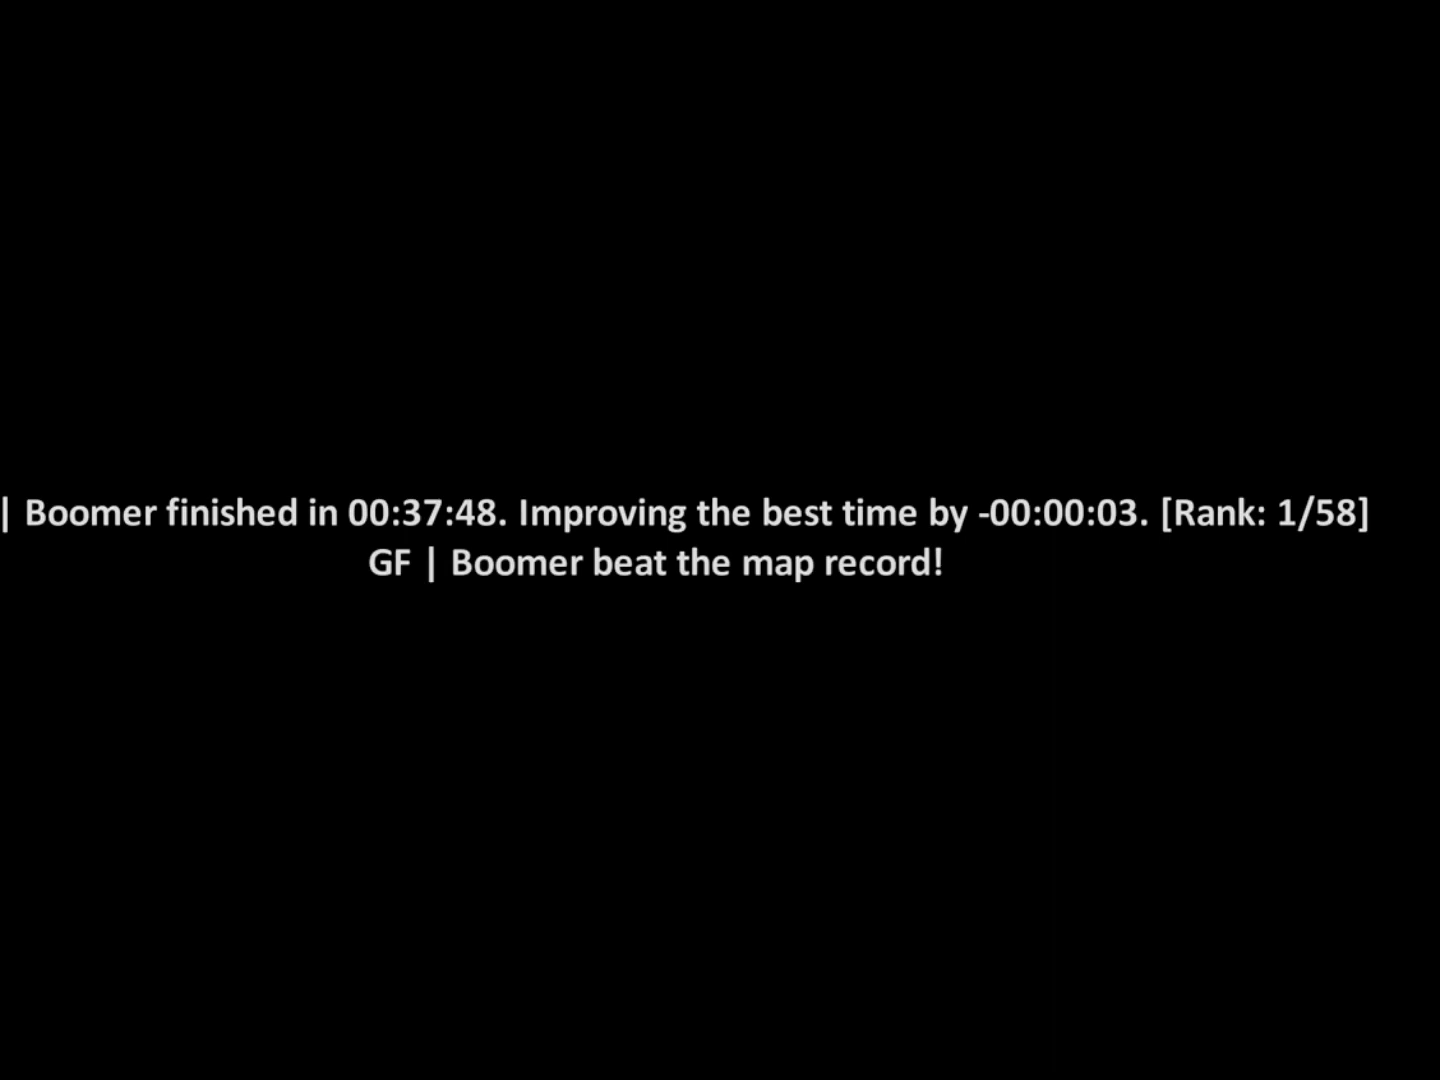 | Boomer finished in 00:37:48. Improving the best time by -00:00:03. [Rank: 1/58]
GF | Boomer beat the map record!